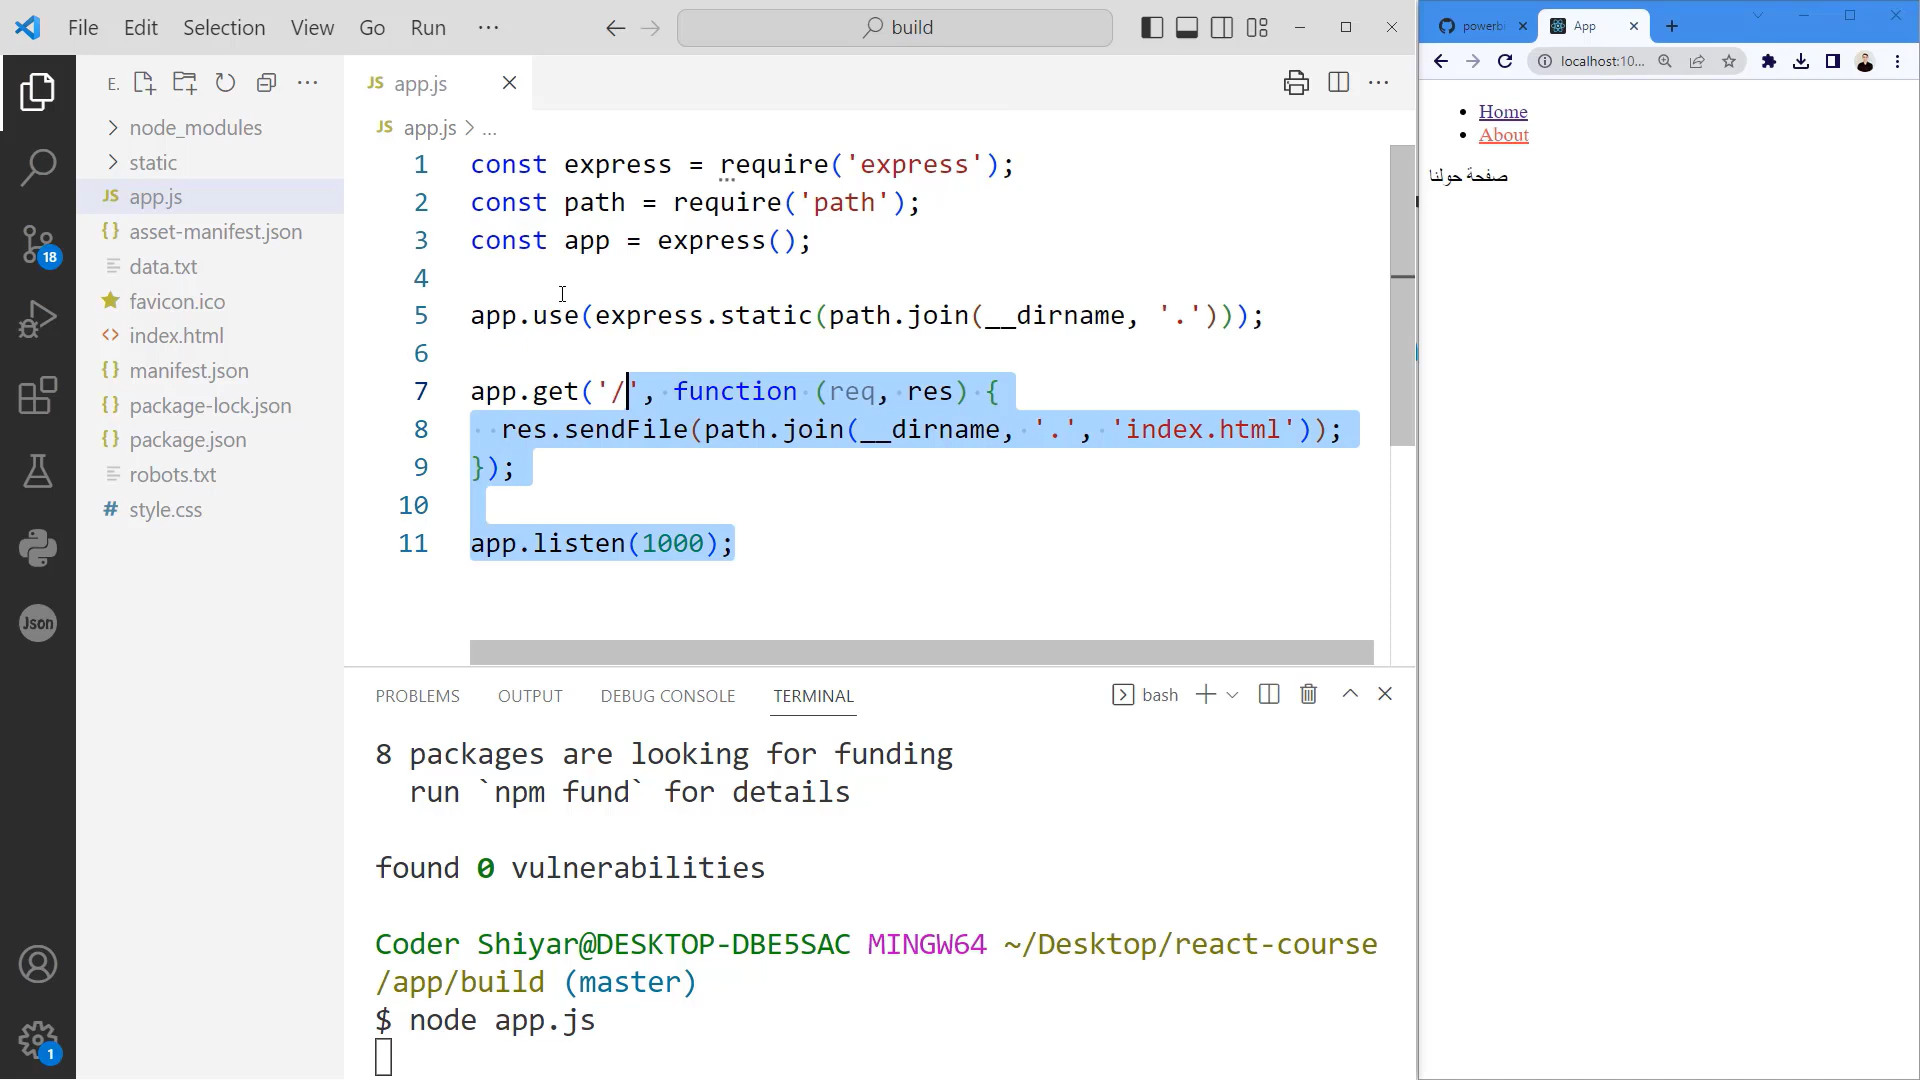 File Edit Selection View Go Run ···
build
E.
node_modules
static
JS app.js
{} asset-manifest.json
data.txt
favicon.ico
<> index.html
{} manifest.json
{} package-lock.json
{} package.json
robots.txt
# style.css
18
Json
1
JS app.js
JS app.js > ...
1 const express = require('express');
2 const path = require('path');
3 const app = express();
4
5 app.use(express.static(path.join(__dirname, '.')));
6
7 app.get('/', function (req, res) {
8 res.sendFile(path.join(__dirname, '.', 'index.html'));
9 });
10
11 app.listen(1000);
PROBLEMS OUTPUT DEBUG CONSOLE TERMINAL
bash
8 packages are looking for funding
run `npm fund` for details
found 0 vulnerabilities
Coder Shiyar@DESKTOP-DBE5SAC MINGW64 ~/Desktop/react-course
/app/build (master)
$ node app.js
powerbi App
localhost:10...
Home
About
صفحة حولنا